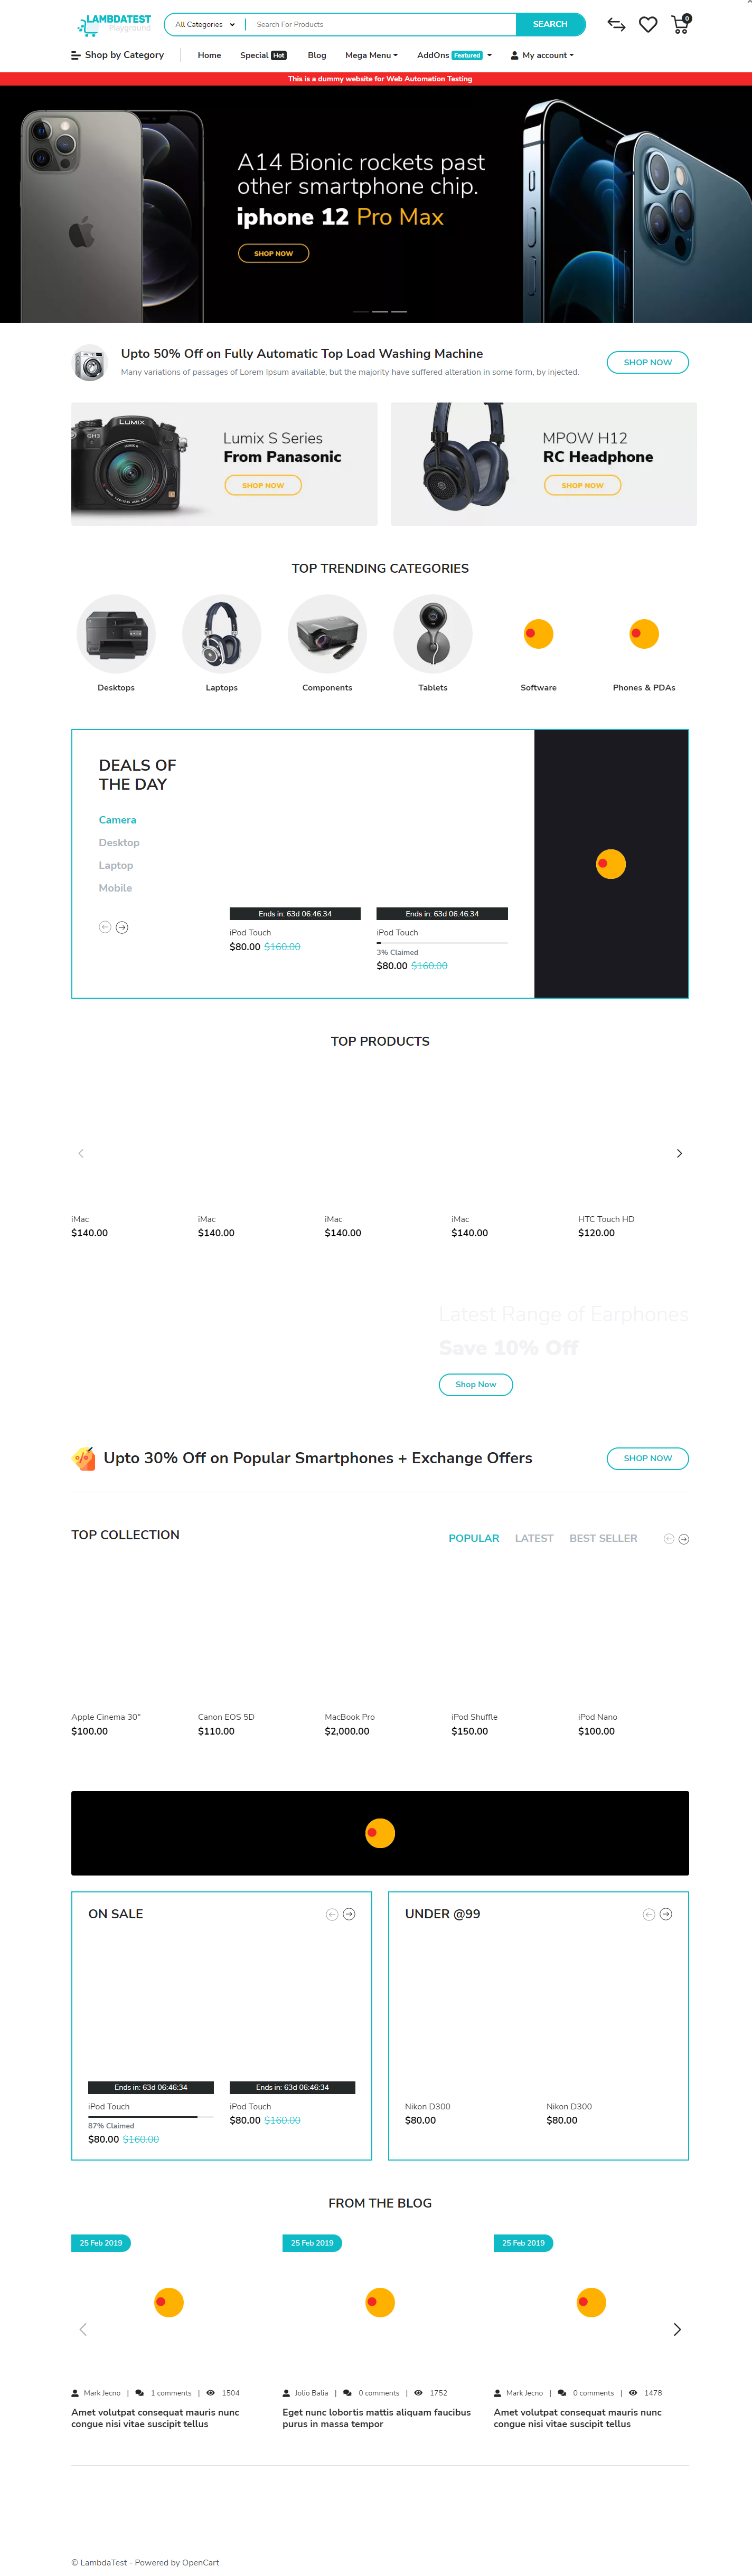 LAMBDATEST
Playground
All Categories
Search For Products
SEARCH
0
Shop by Category
Home
Special Hot
Blog
Mega Menu
AddOns Featured
My account
This is a dummy website for Web Automation Testing
A14 Bionic rockets past
other smartphone chip.
iphone 12 Pro Max
SHOP NOW
Upto 50% Off on Fully Automatic Top Load Washing Machine
Many variations of passages of Lorem Ipsum available, but the majority have suffered alteration in some form, by injected.
SHOP NOW
LUMIX
GH3
Lumix S Series
From Panasonic
SHOP NOW
MPOW H12
RC Headphone
SHOP NOW
TOP TRENDING CATEGORIES
Desktops
Laptops
Components
Tablets
Software
Phones & PDAs
DEALS OF
THE DAY
Camera
Desktop
Laptop
Mobile
Ends in: 63d 06:46:34
iPod Touch
$80.00 $160.00
Ends in: 63d 06:46:34
iPod Touch
3% Claimed
$80.00 $160.00
TOP PRODUCTS
iMac
$140.00
iMac
$140.00
iMac
$140.00
iMac
$140.00
HTC Touch HD
$120.00
Latest Range of Earphones
Save 10% Off
Shop Now
Upto 30% Off on Popular Smartphones + Exchange Offers
SHOP NOW
TOP COLLECTION
POPULAR
LATEST
BEST SELLER
Apple Cinema 30"
$100.00
Canon EOS 5D
$110.00
MacBook Pro
$2,000.00
iPod Shuffle
$150.00
iPod Nano
$100.00
ON SALE
Ends in: 63d 06:46:34
iPod Touch
87% Claimed
$80.00 $160.00
Ends in: 63d 06:46:34
iPod Touch
$80.00 $160.00
UNDER @99
Nikon D300
$80.00
Nikon D300
$80.00
FROM THE BLOG
25 Feb 2019
Mark Jecno | 1 comments | 1504
Amet volutpat consequat mauris nunc
congue nisi vitae suscipit tellus
25 Feb 2019
Jolio Balia | 0 comments | 1752
Eget nunc lobortis mattis aliquam faucibus
purus in massa tempor
25 Feb 2019
Mark Jecno | 0 comments | 1478
Amet volutpat consequat mauris nunc
congue nisi vitae suscipit tellus
© LambdaTest - Powered by OpenCart